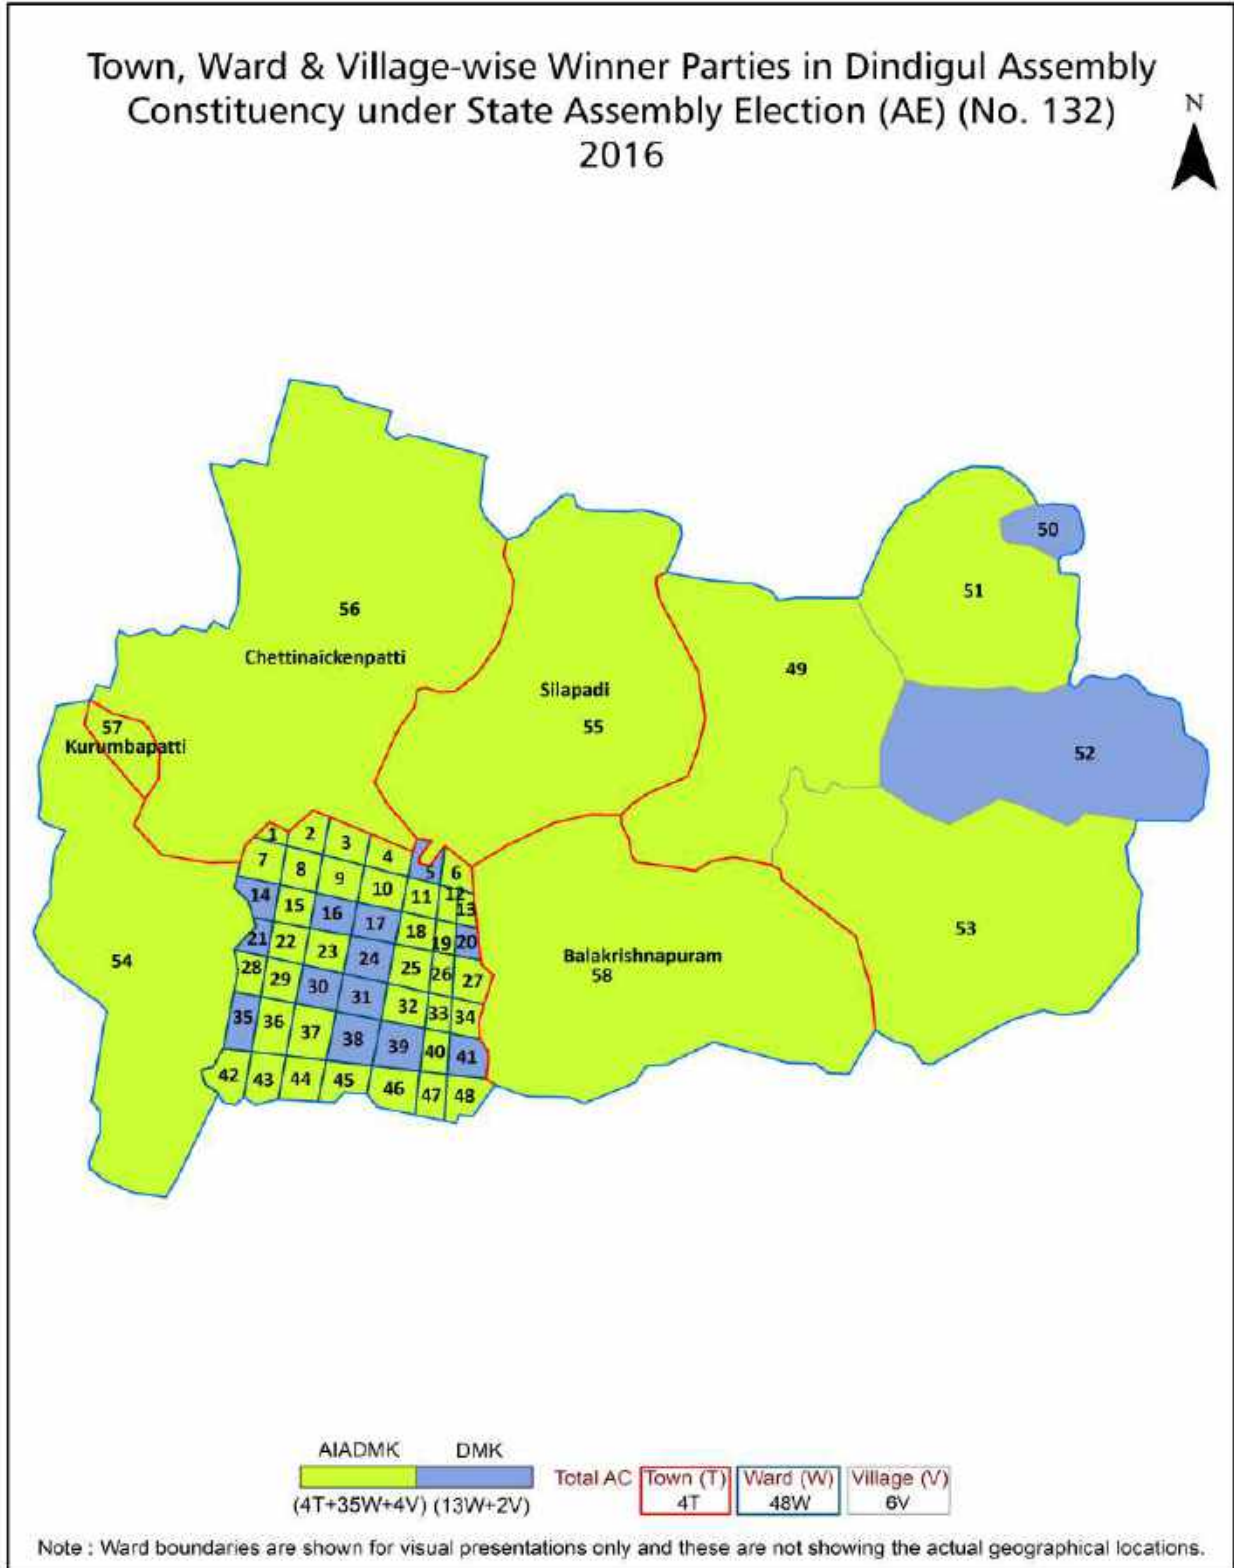 Town, Ward & Village-wise Winner Parties in Dindigul Assembly
Constituency under State Assembly Election (AE) (No. 132)
2016
N
50
51
56
49
Chettinaickenpatti
Silapadi
55
57
Kurumbapatti
52
1 2 3 4 5 6
7 8 9 10 11 12 13
14 15 16 17 18 19 20
21 22 23 24 25 26 27
28 29 30 31 32 33 34
35 36 37 38 39 40 41
42 43 44 45 46 47 48
53
54
Balakrishnapuram
58
AIADMK DMK
(4T+35W+4V) (13W+2V)
Total AC Town (T) Ward (W) Village (V)
4T 48W 6V
Note : Ward boundaries are shown for visual presentations only and these are not showing the actual geographical locations.